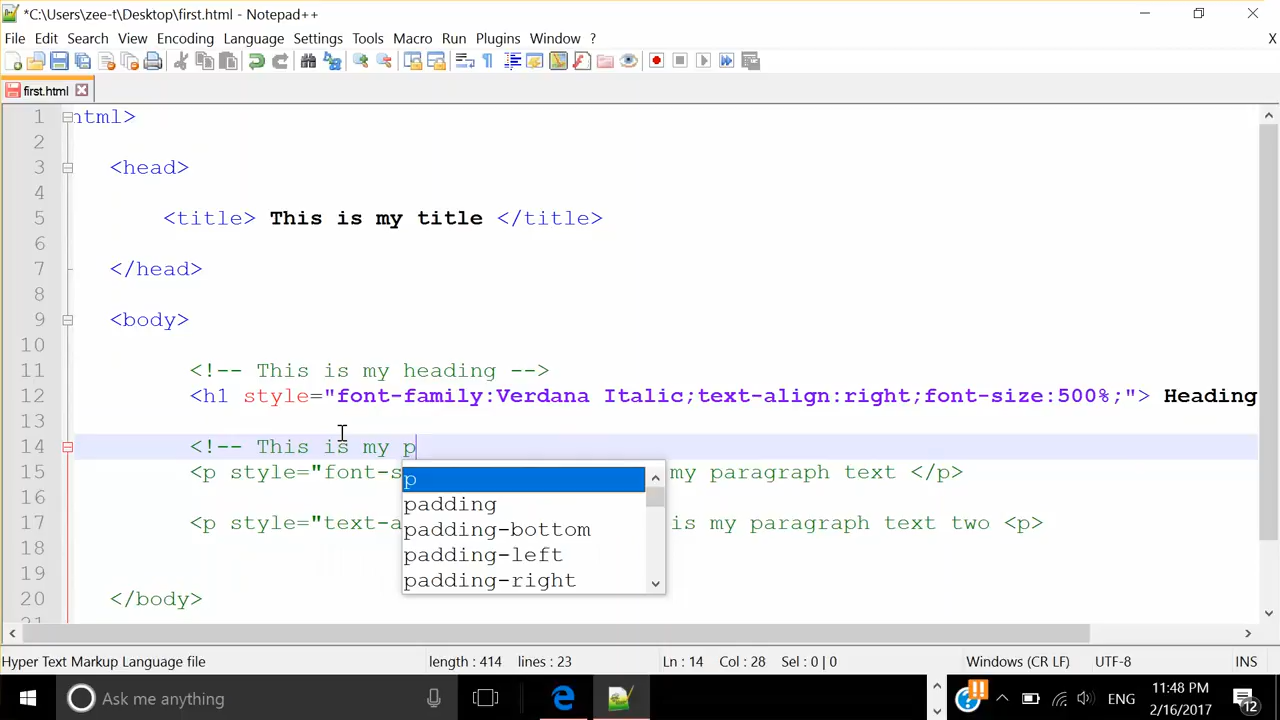 *C:\Users\zee-t\Desktop\first.html - Notepad++
File Edit Search View Encoding Language Settings Tools Macro Run Plugins Window ? X
first.html
1 html>
2
3 <head>
4
5 <title> This is my title </title>
6
7 </head>
8
9 <body>
10
11 <!-- This is my heading -->
12 <h1 style="font-family:Verdana Italic;text-align:right;font-size:500%;"> Heading
13
14 <!-- This is my p
15 <p style="font-s my paragraph text </p>
p
16
padding
17 <p style="text-a is my paragraph text two <p>
padding-bottom
18
padding-left
19
padding-right
20 </body>
21
Hyper Text Markup Language file length : 414 lines : 23 Ln : 14 Col : 28 Sel : 0 | 0 Windows (CR LF) UTF-8 INS
Ask me anything ENG 11:48 PM
2/16/2017 12